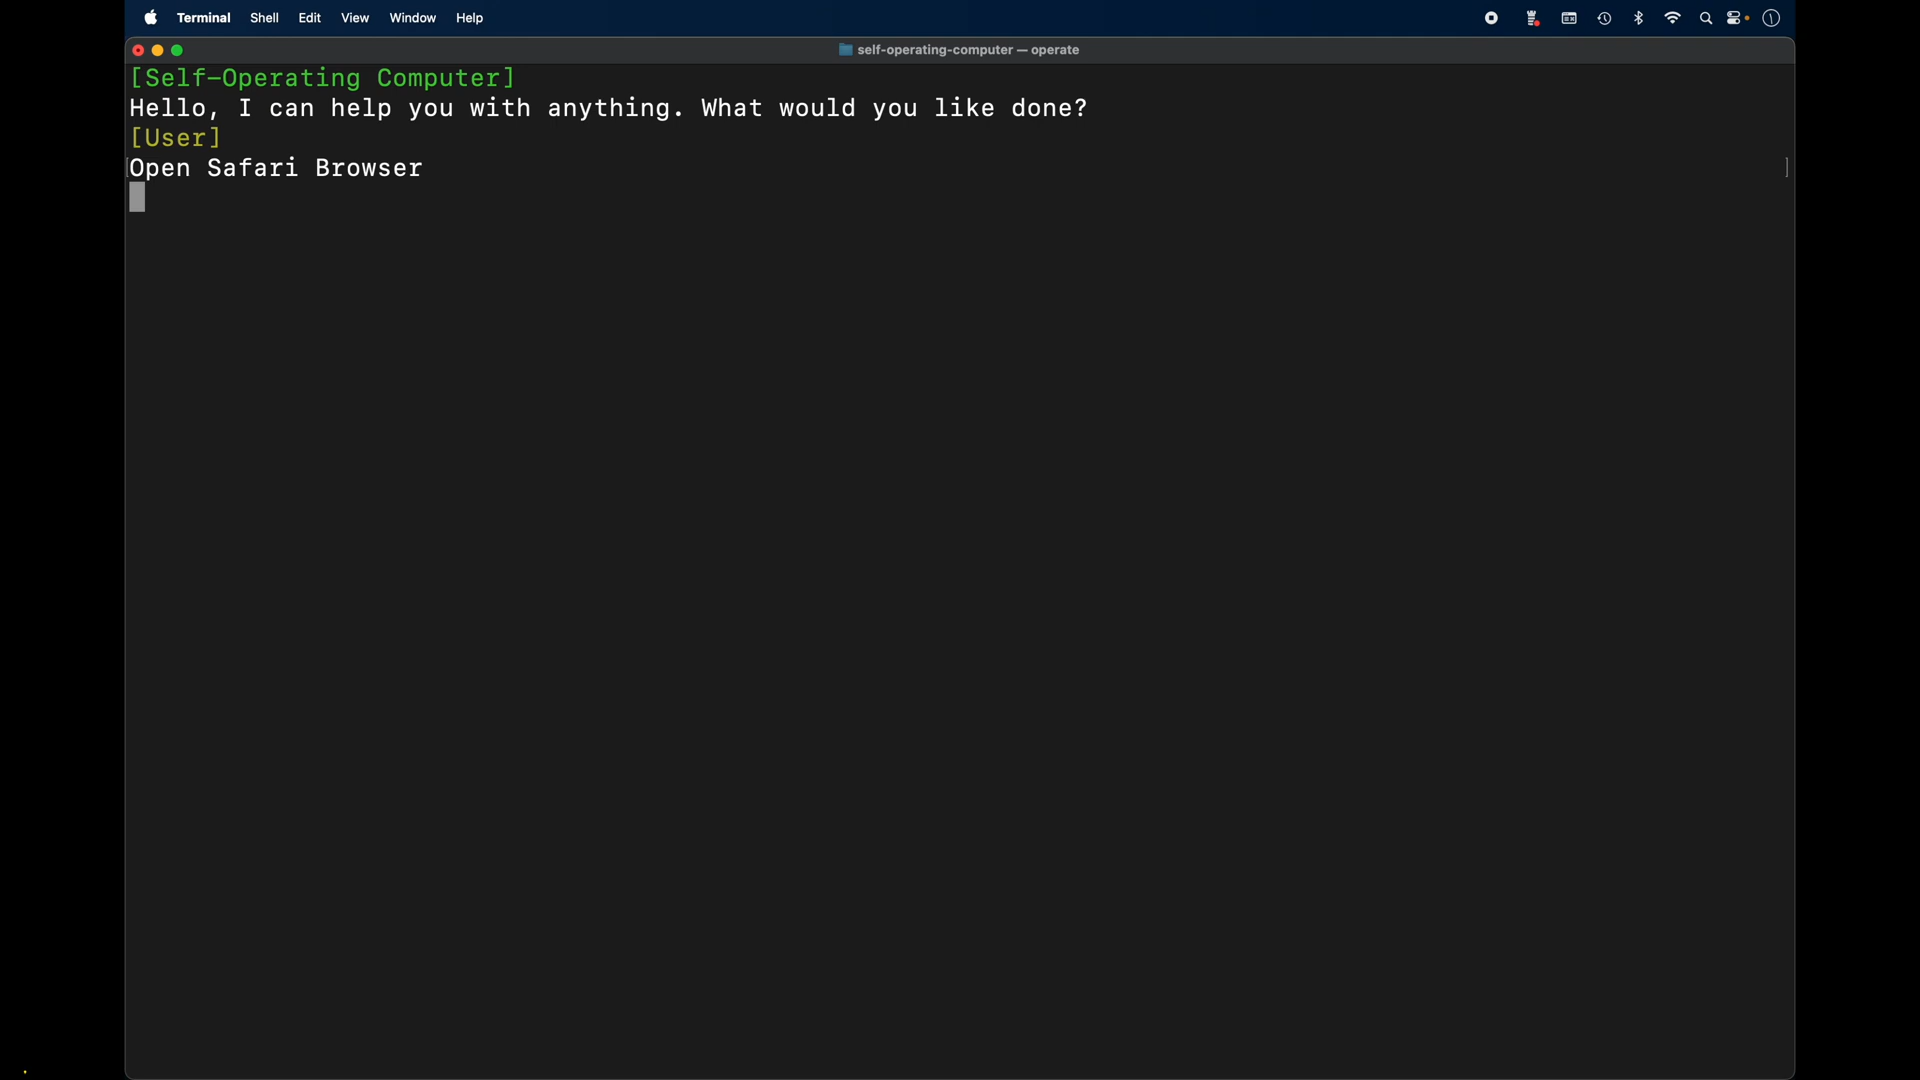 Terminal Shell Edit View Window Help
self-operating-computer — operate
[Self-Operating Computer]
Hello, I can help you with anything. What would you like done?
[User]
Open Safari Browser